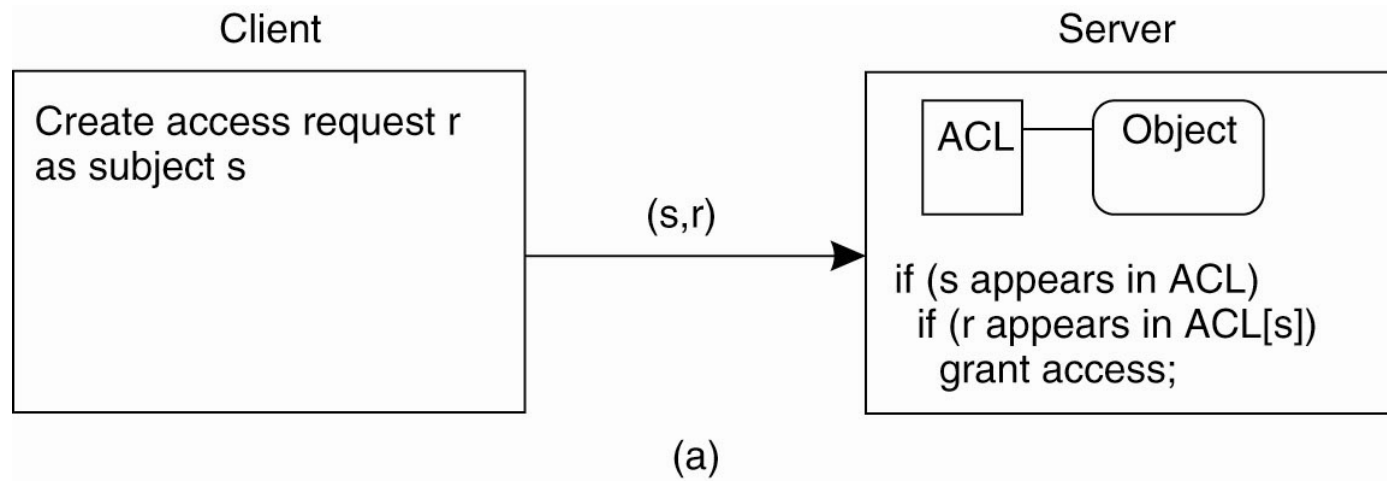 Client
Server
Create access request r
as subject s
(s,r)
ACL
Object
if (s appears in ACL)
if (r appears in ACL[s])
grant access;
(a)